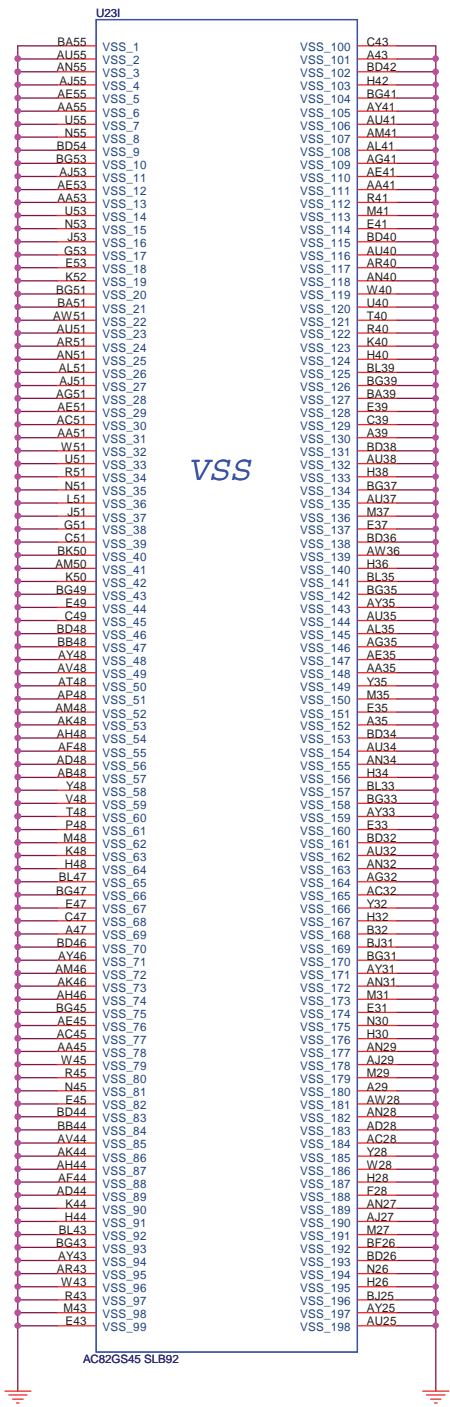 U23I
BA55 VSS_1 VSS_100 C43
AU55 VSS_2 VSS_101 A43
AN55 VSS_3 VSS_102 BD42
AJ55 VSS_4 VSS_103 H42
AE55 VSS_5 VSS_104 BG41
AA55 VSS_6 VSS_105 AY41
U55 VSS_7 VSS_106 AU41
N55 VSS_8 VSS_107 AM41
BD54 VSS_9 VSS_108 AL41
BG53 VSS_10 VSS_109 AG41
AJ53 VSS_11 VSS_110 AE41
AE53 VSS_12 VSS_111 AA41
AA53 VSS_13 VSS_112 R41
U53 VSS_14 VSS_113 M41
N53 VSS_15 VSS_114 E41
J53 VSS_16 VSS_115 BD40
G53 VSS_17 VSS_116 AU40
E53 VSS_18 VSS_117 AR40
K52 VSS_19 VSS_118 AN40
BG51 VSS_20 VSS_119 W40
BA51 VSS_21 VSS_120 U40
AW51 VSS_22 VSS_121 T40
AU51 VSS_23 VSS_122 R40
AR51 VSS_24 VSS_123 K40
AN51 VSS_25 VSS_124 H40
AL51 VSS_26 VSS_125 BL39
AJ51 VSS_27 VSS_126 BG39
AG51 VSS_28 VSS_127 BA39
AE51 VSS_29 VSS_128 E39
AC51 VSS_30 VSS_129 C39
AA51 VSS_31 VSS_130 A39
W51 VSS_32 VSS_131 BD38
U51 VSS_33 VSS_132 AU38
VSS
R51 VSS_34 VSS_133 H38
N51 VSS_35 VSS_134 BG37
L51 VSS_36 VSS_135 AU37
J51 VSS_37 VSS_136 M37
G51 VSS_38 VSS_137 E37
C51 VSS_39 VSS_138 BD36
BK50 VSS_40 VSS_139 AW36
AM50 VSS_41 VSS_140 H36
K50 VSS_42 VSS_141 BL35
BG49 VSS_43 VSS_142 BG35
E49 VSS_44 VSS_143 AY35
C49 VSS_45 VSS_144 AU35
BD48 VSS_46 VSS_145 AL35
BB48 VSS_47 VSS_146 AG35
AY48 VSS_48 VSS_147 AE35
AV48 VSS_49 VSS_148 AA35
AT48 VSS_50 VSS_149 Y35
AP48 VSS_51 VSS_150 M35
AM48 VSS_52 VSS_151 E35
AK48 VSS_53 VSS_152 A35
AH48 VSS_54 VSS_153 BD34
AF48 VSS_55 VSS_154 AU34
AD48 VSS_56 VSS_155 AN34
AB48 VSS_57 VSS_156 H34
Y48 VSS_58 VSS_157 BL33
V48 VSS_59 VSS_158 BG33
T48 VSS_60 VSS_159 AY33
P48 VSS_61 VSS_160 E33
M48 VSS_62 VSS_161 BD32
K48 VSS_63 VSS_162 AU32
H48 VSS_64 VSS_163 AN32
BL47 VSS_65 VSS_164 AG32
BG47 VSS_66 VSS_165 AC32
E47 VSS_67 VSS_166 Y32
C47 VSS_68 VSS_167 H32
A47 VSS_69 VSS_168 B32
BD46 VSS_70 VSS_169 BJ31
AY46 VSS_71 VSS_170 BG31
AM46 VSS_72 VSS_171 AY31
AK46 VSS_73 VSS_172 AN31
AH46 VSS_74 VSS_173 M31
BG45 VSS_75 VSS_174 E31
AE45 VSS_76 VSS_175 N30
AC45 VSS_77 VSS_176 H30
AA45 VSS_78 VSS_177 AN29
W45 VSS_79 VSS_178 AJ29
R45 VSS_80 VSS_179 M29
N45 VSS_81 VSS_180 A29
E45 VSS_82 VSS_181 AW28
BD44 VSS_83 VSS_182 AN28
BB44 VSS_84 VSS_183 AD28
AV44 VSS_85 VSS_184 AC28
AK44 VSS_86 VSS_185 Y28
AH44 VSS_87 VSS_186 W28
AF44 VSS_88 VSS_187 H28
AD44 VSS_89 VSS_188 F28
K44 VSS_90 VSS_189 AN27
H44 VSS_91 VSS_190 AJ27
BL43 VSS_92 VSS_191 M27
BG43 VSS_93 VSS_192 BF26
AY43 VSS_94 VSS_193 BD26
AR43 VSS_95 VSS_194 N26
W43 VSS_96 VSS_195 H26
R43 VSS_97 VSS_196 BJ25
M43 VSS_98 VSS_197 AY25
E43 VSS_99 VSS_198 AU25
AC82GS45 SLB92